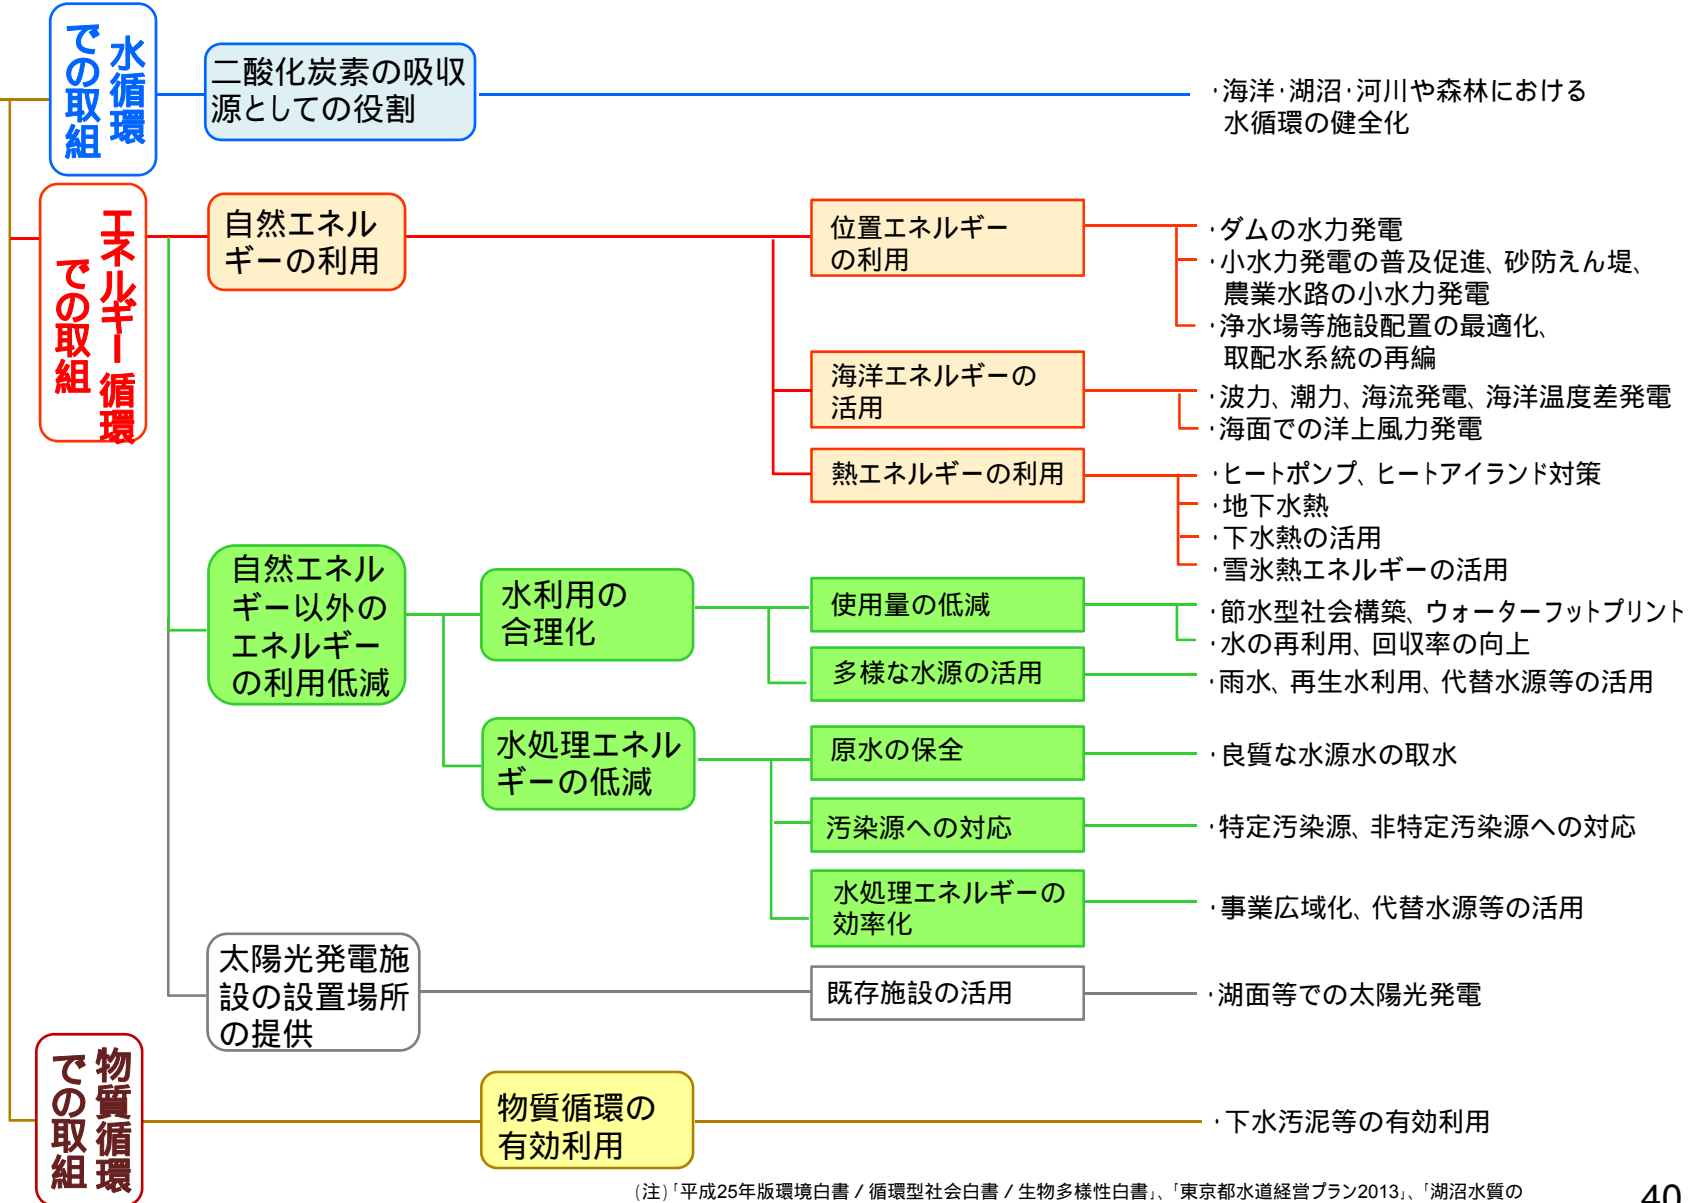 水循環
での取組
二酸化炭素の吸収
源としての役割
・海洋・湖沼・河川や森林における
水循環の健全化
エネルギー循環
での取組
自然エネル
ギーの利用
位置エネルギー
の利用
・ダムの水力発電
・小水力発電の普及促進、砂防えん堤、
農業水路の小水力発電
・浄水場等施設配置の最適化、
取配水系統の再編
海洋エネルギーの
活用
・波力、潮力、海流発電、海洋温度差発電
・海面での洋上風力発電
熱エネルギーの利用
・ヒートポンプ、ヒートアイランド対策
・地下水熱
・下水熱の活用
・雪氷熱エネルギーの活用
自然エネル
ギー以外の
エネルギー
の利用低減
水利用の
合理化
使用量の低減
・節水型社会構築、ウォーターフットプリント
・水の再利用、回収率の向上
多様な水源の活用
・雨水、再生水利用、代替水源等の活用
水処理エネル
ギーの低減
原水の保全
・良質な水源水の取水
汚染源への対応
・特定汚染源、非特定汚染源への対応
水処理エネルギーの
効率化
・事業広域化、代替水源等の活用
太陽光発電施
設の設置場所
の提供
既存施設の活用
・湖面等での太陽光発電
物質循環
での取組
物質循環の
有効利用
・下水汚泥等の有効利用
(注)「平成25年版環境白書/循環型社会白書/生物多様性白書」、「東京都水道経営プラン2013」、「湖沼水質の
40